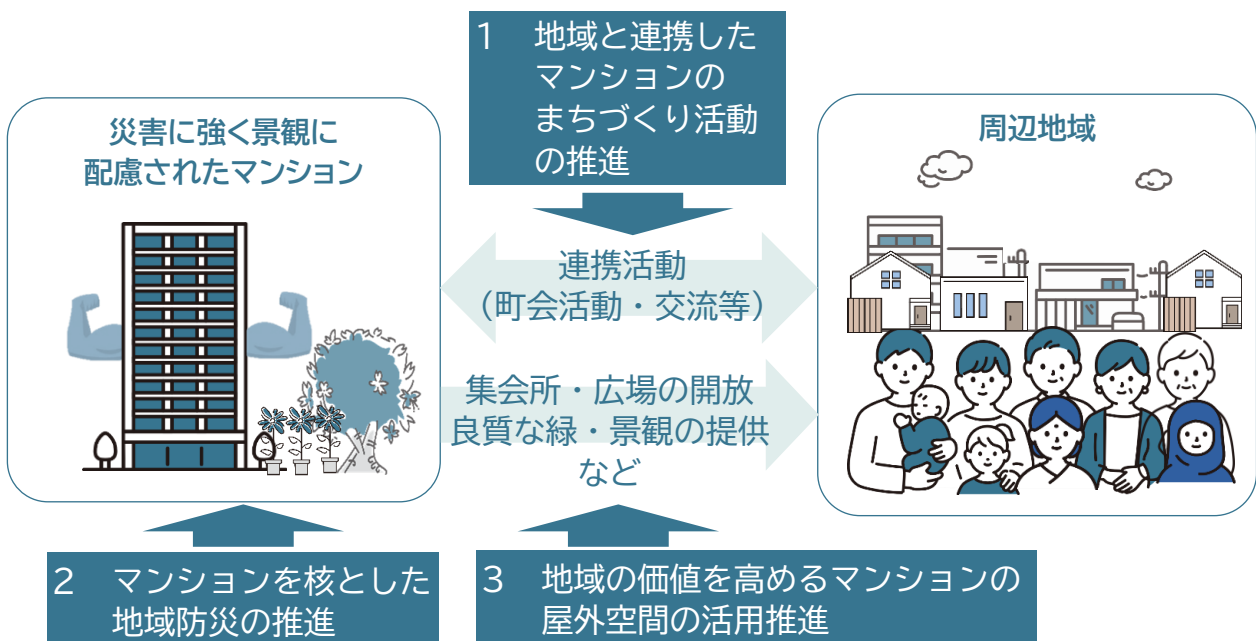 1 地域と連携した
マンションの
まちづくり活動
の推進
災害に強く景観に
配慮されたマンション
周辺地域
連携活動
（町会活動・交流等）
集会所・広場の開放
良質な緑・景観の提供
など
2 マンションを核とした
地域防災の推進
3 地域の価値を高めるマンションの
屋外空間の活用推進